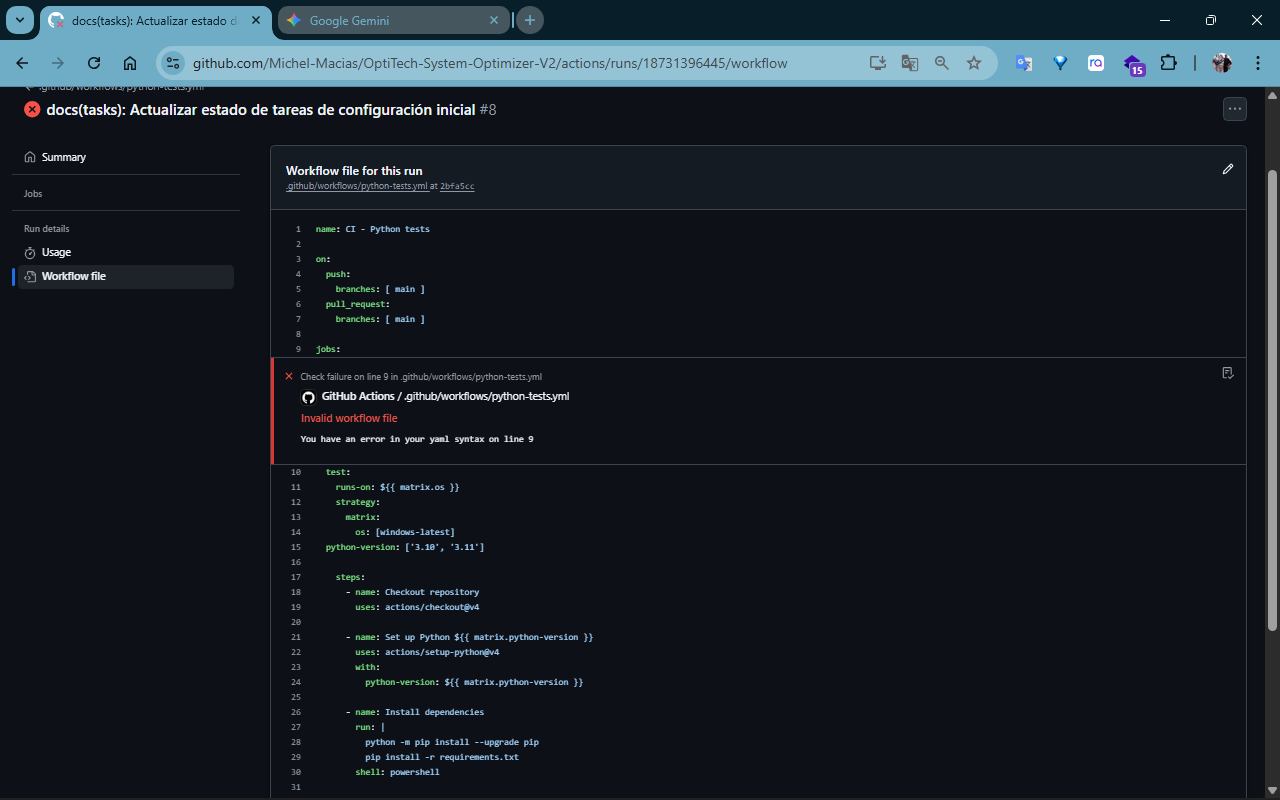 docs(tasks): Actualizar estado de
Google Gemini
github.com/Michel-Macias/OptiTech-System-Optimizer-V2/actions/runs/18731396445/workflow
15
.github/workflows/python-tests.yml
docs(tasks): Actualizar estado de tareas de configuración inicial #8
Summary
Jobs
Run details
Usage
Workflow file
Workflow file for this run
.github/workflows/python-tests.yml at 2bfa5cc
1 name: CI - Python tests
2
3 on:
4 push:
5 branches: [ main ]
6 pull_request:
7 branches: [ main ]
8
9 jobs:
Check failure on line 9 in .github/workflows/python-tests.yml
GitHub Actions / .github/workflows/python-tests.yml
Invalid workflow file
You have an error in your yaml syntax on line 9
10 test:
11 runs-on: ${{ matrix.os }}
12 strategy:
13 matrix:
14 os: [windows-latest]
15 python-version: ['3.10', '3.11']
16
17 steps:
18 - name: Checkout repository
19 uses: actions/checkout@v4
20
21 - name: Set up Python ${{ matrix.python-version }}
22 uses: actions/setup-python@v4
23 with:
24 python-version: ${{ matrix.python-version }}
25
26 - name: Install dependencies
27 run: |
28 python -m pip install --upgrade pip
29 pip install -r requirements.txt
30 shell: powershell
31